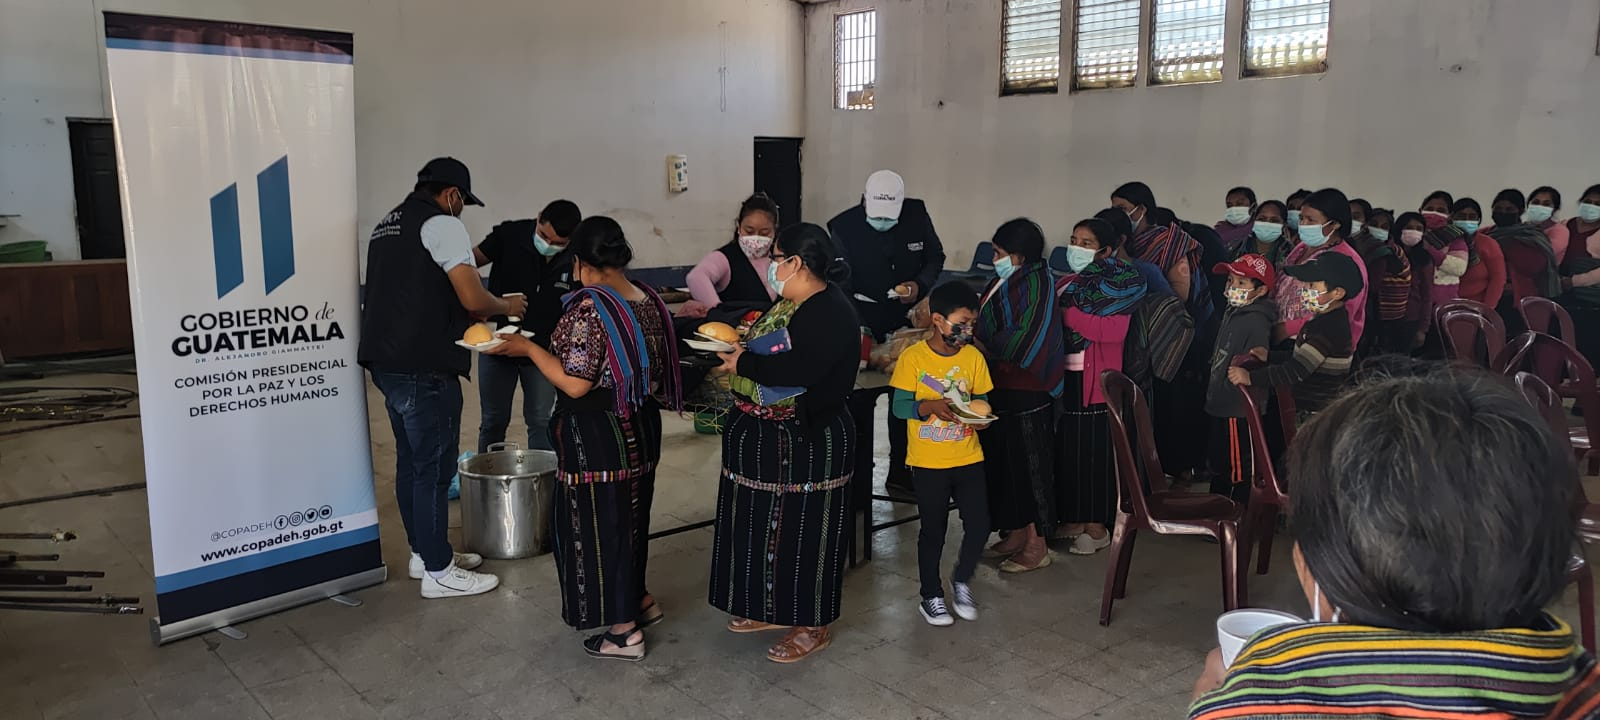 GOBIERNO de
GUATEMALA
DR. ALEJANDRO GIAMMATTEI
COMISIÓN PRESIDENCIAL
POR LA PAZ Y LOS
DERECHOS HUMANOS
@COPADEH
www.copadeh.gob.gt